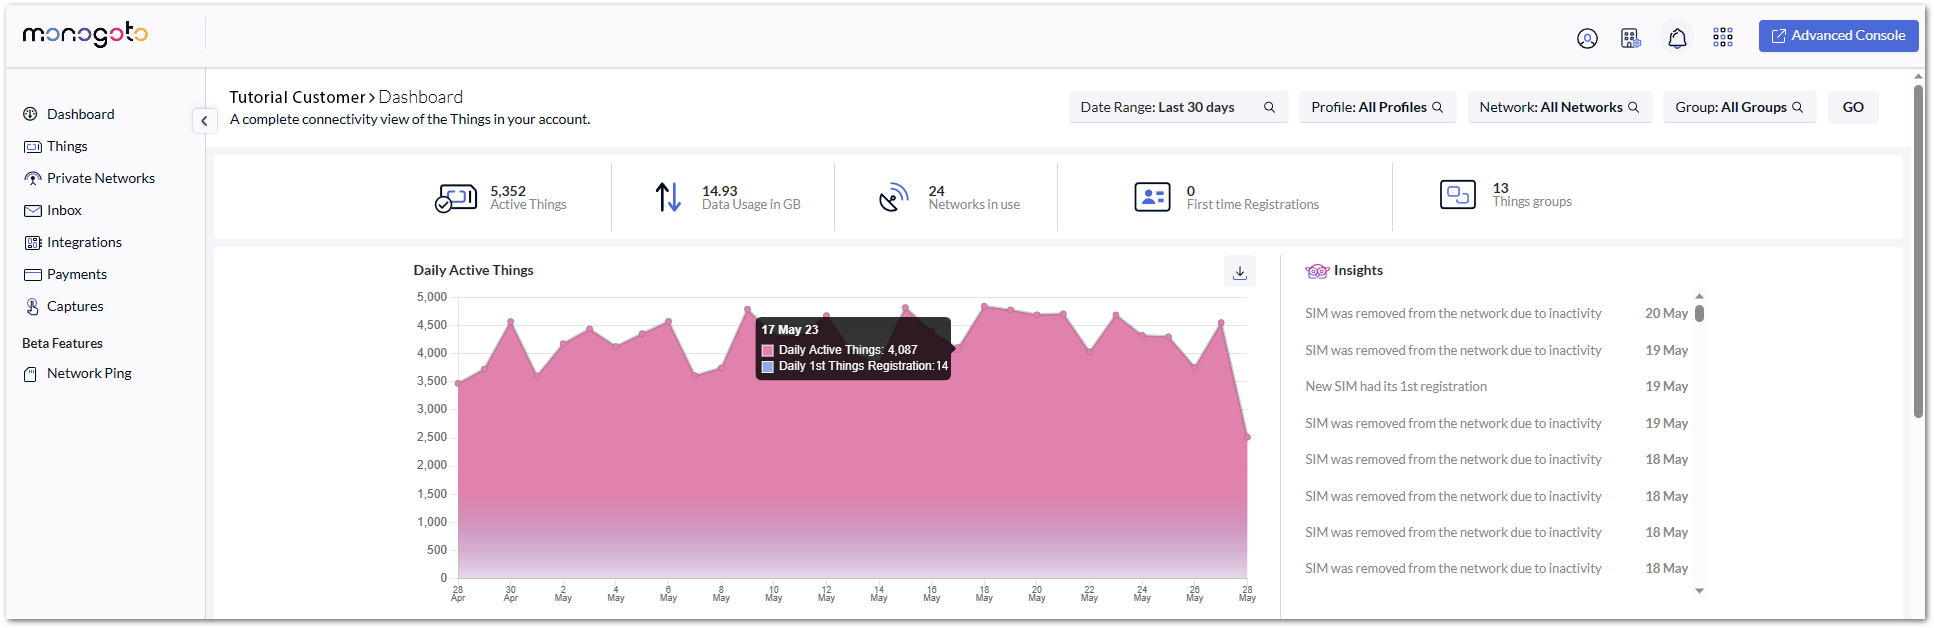 monogoto
Advanced Console
Dashboard
Things
Private Networks
Inbox
Integrations
Payments
Captures
Beta Features
Network Ping
Tutorial Customer > Dashboard
A complete connectivity view of the Things in your account.
Date Range: Last 30 days
Profile: All Profiles
Network: All Networks
Group: All Groups
GO
5,352
Active Things
14.93
Data Usage in GB
24
Networks in use
0
First time Registrations
13
Things groups
Daily Active Things
5,000
4,500
4,000
3,500
3,000
2,500
2,000
1,500
1,000
500
0
17 May 23
Daily Active Things: 4,087
Daily 1st Things Registration:14
28 Apr
30 Apr
2 May
4 May
6 May
8 May
10 May
12 May
14 May
16 May
18 May
20 May
22 May
24 May
26 May
28 May
Insights
SIM was removed from the network due to inactivity 20 May
SIM was removed from the network due to inactivity 19 May
New SIM had its 1st registration 19 May
SIM was removed from the network due to inactivity 19 May
SIM was removed from the network due to inactivity 18 May
SIM was removed from the network due to inactivity 18 May
SIM was removed from the network due to inactivity 18 May
SIM was removed from the network due to inactivity 18 May